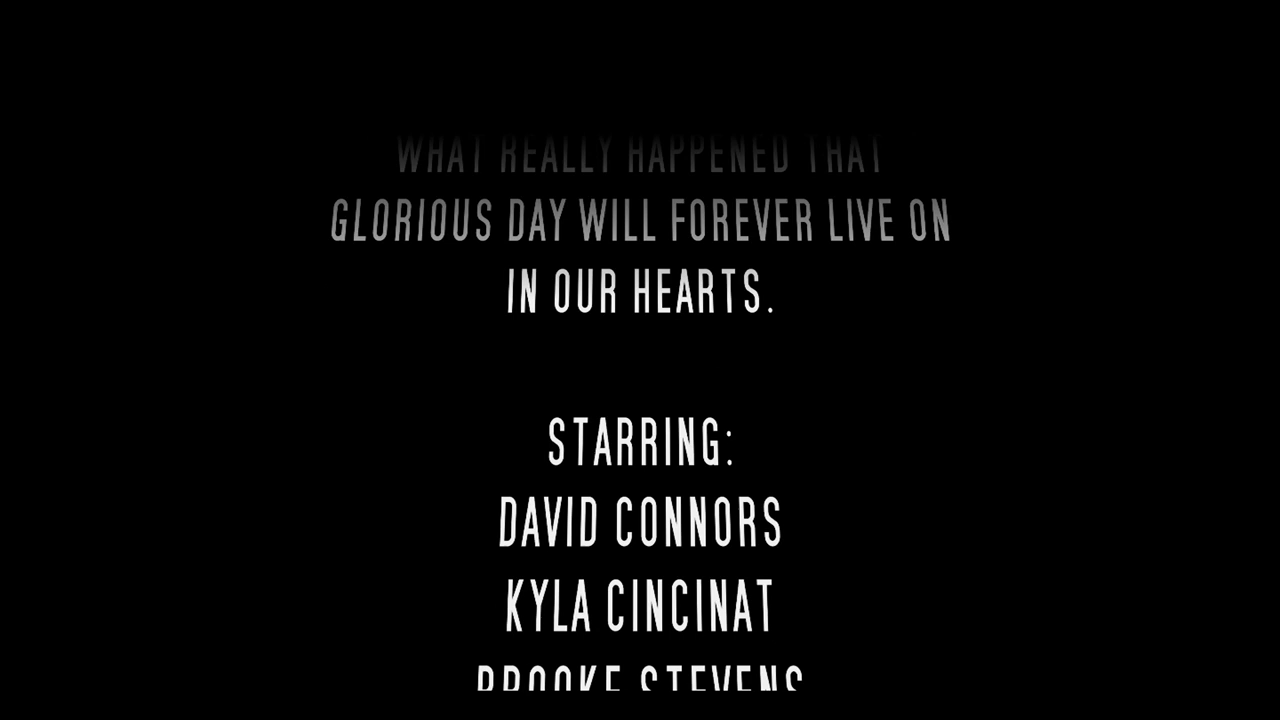 WHAT REALLY HAPPENED THAT
GLORIOUS DAY WILL FOREVER LIVE ON
IN OUR HEARTS.
STARRING:
DAVID CONNORS
KYLA CINCINAT
BROOKE STEVENS